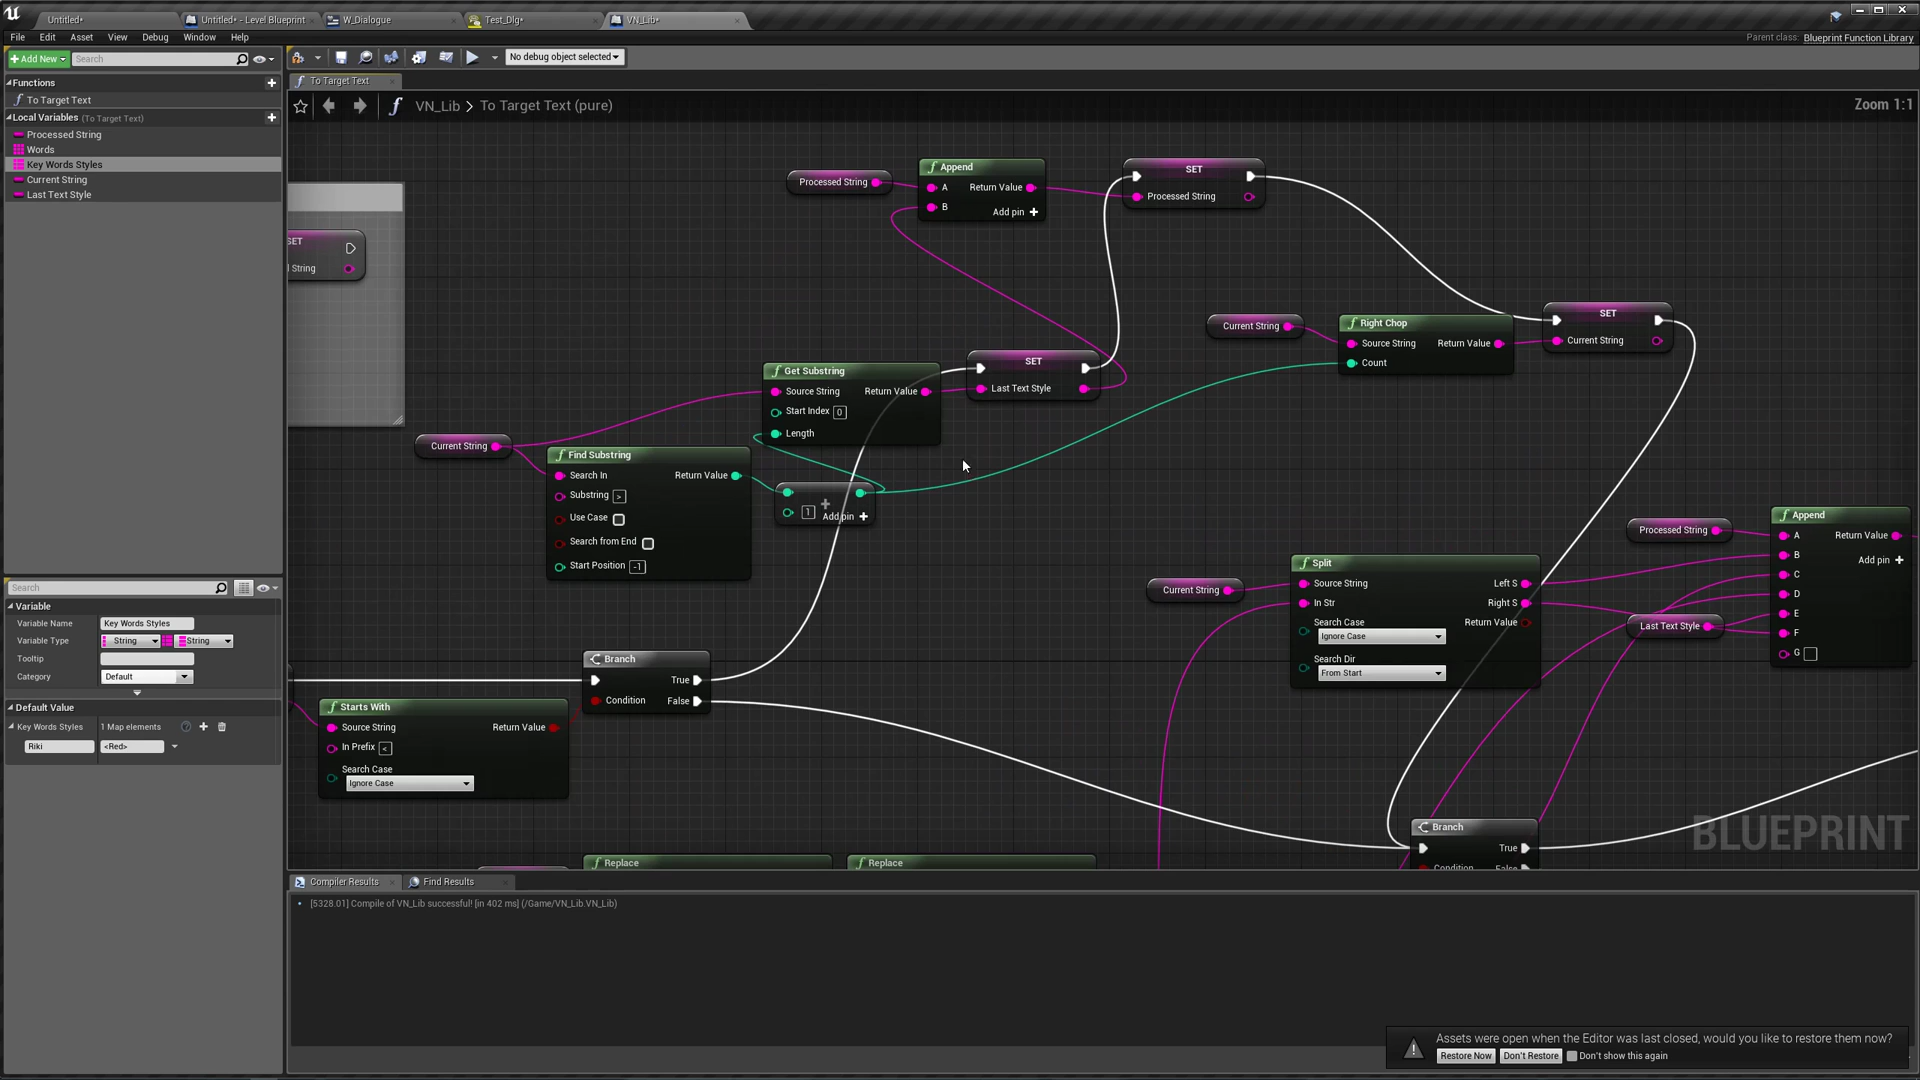 Untitled*
Untitled* - Level Blueprint
W_Dialogue
Test_Dlg*
VN_Lib*
File
Edit
Asset
View
Debug
Window
Help
Parent class: Blueprint Function Library
Add New
Search
No debug object selected
Functions
To Target Text
Local Variables (To Target Text)
Processed String
Words
Key Words Styles
Current String
Last Text Style
To Target Text
VN_Lib > To Target Text (pure)
Zoom 1:1
SET
String
Processed String
Append
A
Return Value
B
Add pin
SET
Processed String
Current String
Right Chop
Source String
Return Value
Count
SET
Current String
Get Substring
Source String
Return Value
Start Index 0
Length
SET
Last Text Style
Current String
Find Substring
Search In
Return Value
Substring >
Use Case
Search from End
Start Position -1
1
Add pin
Processed String
Append
A
Return Value
B
Add pin
C
D
E
F
G
Last Text Style
Current String
Split
Source String
Left S
In Str
Right S
Search Case
Return Value
Ignore Case
Search Dir
From Start
Branch
True
Condition
False
Starts With
Source String
Return Value
In Prefix <
Search Case
Ignore Case
Replace
Replace
Branch
True
Condition
False
BLUEPRINT
Search
Variable
Variable Name
Key Words Styles
Variable Type
String
String
Tooltip
Category
Default
Default Value
Key Words Styles
1 Map elements
Riki
<Red>
Compiler Results
Find Results
[5328.01] Compile of VN_Lib successful! [in 402 ms] (/Game/VN_Lib.VN_Lib)
Assets were open when the Editor was last closed, would you like to restore them now?
Restore Now
Don't Restore
Don't show this again